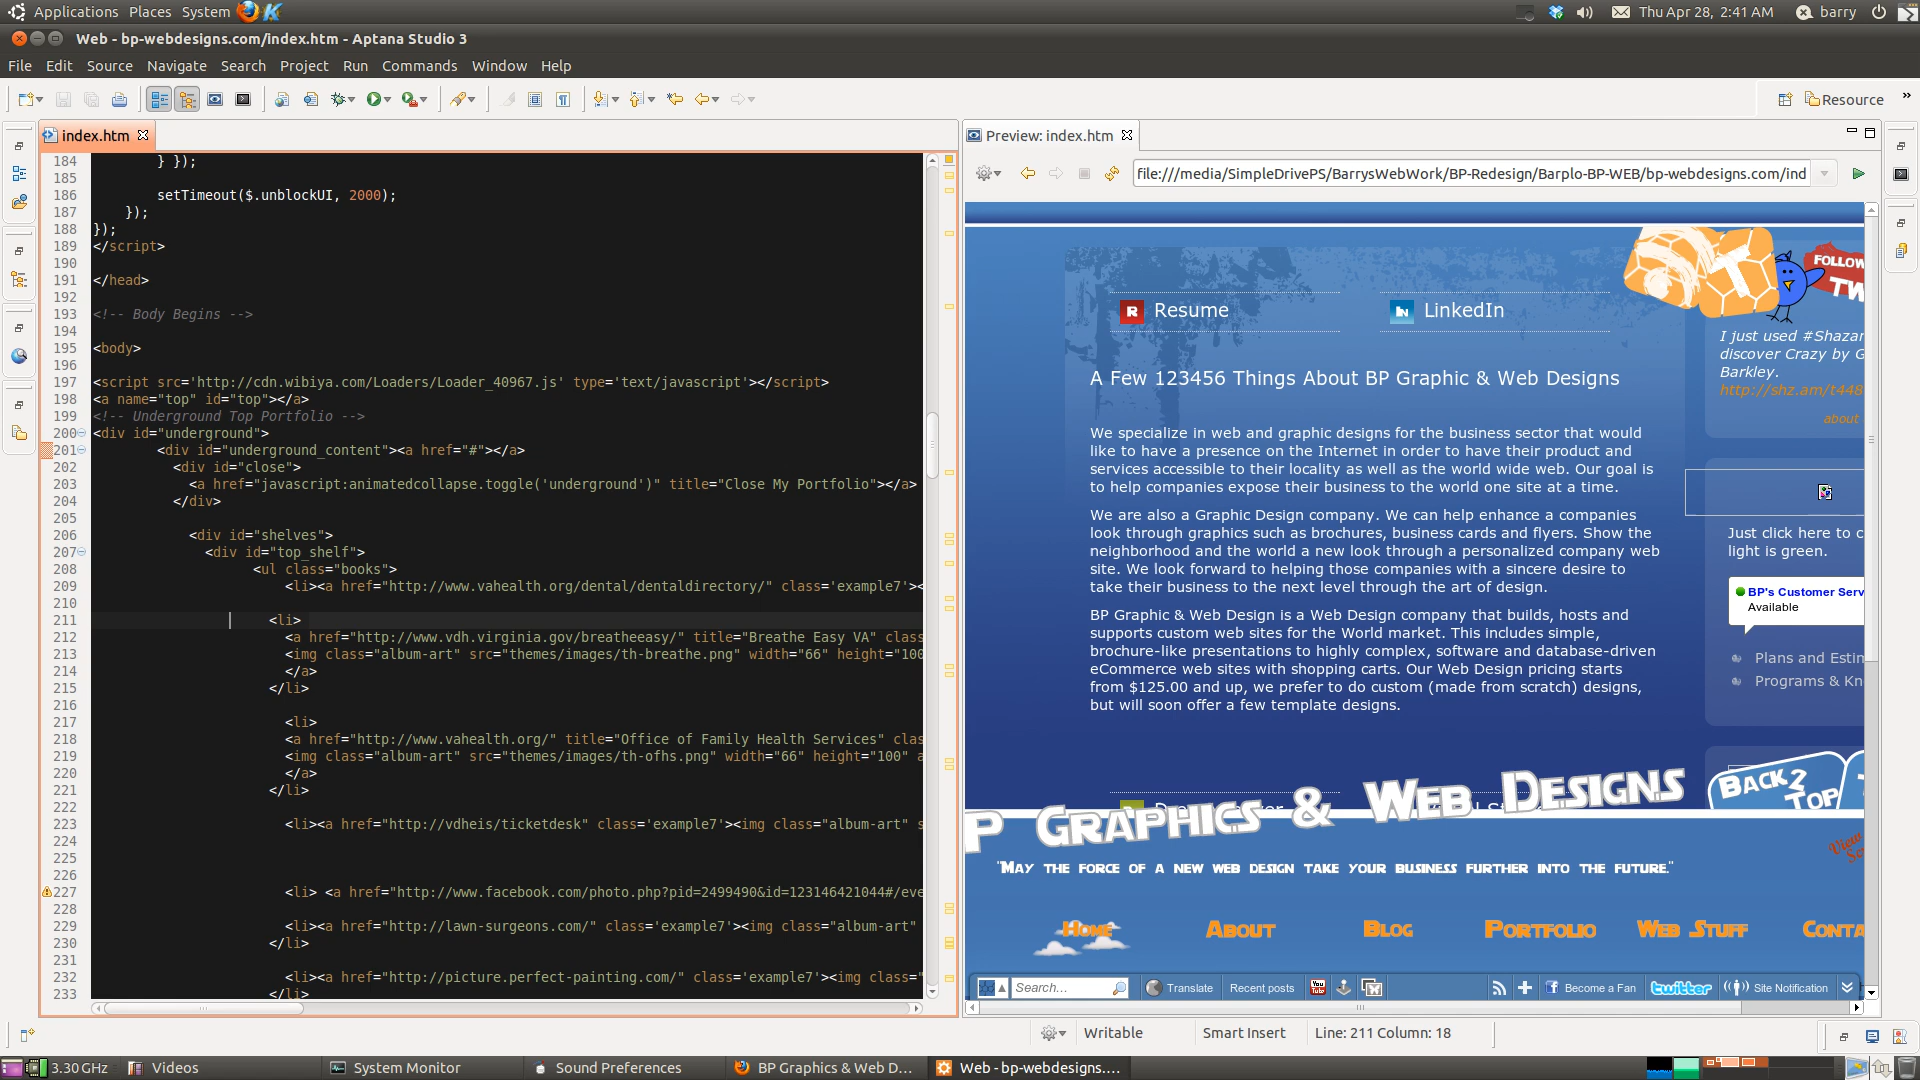 Applications Places System
Thu Apr 28, 2:41 AM barry
Web - bp-webdesigns.com/index.htm - Aptana Studio 3
File Edit Source Navigate Search Project Run Commands Window Help
Resource »
index.htm
184 } });
185
186 setTimeout($.unblockUI, 2000);
187 });
188 });
189 </script>
190
191 </head>
192
193 <!-- Body Begins -->
194
195 <body>
196
197 <script src='http://cdn.wibiya.com/Loaders/Loader_40967.js' type='text/javascript'></script>
198 <a name="top" id="top"></a>
199 <!-- Underground Top Portfolio -->
200 <div id="underground">
201 <div id="underground_content"><a href="#"></a>
202 <div id="close">
203 <a href="javascript:animatedcollapse.toggle('underground')" title="Close My Portfolio"></a>
204 </div>
205
206 <div id="shelves">
207 <div id="top_shelf">
208 <ul class="books">
209 <li><a href="http://www.vahealth.org/dental/dentaldirectory/" class='example7'><
210
211 <li>
212 <a href="http://www.vdh.virginia.gov/breatheeasy/" title="Breathe Easy VA" class
213 <img class="album-art" src="themes/images/th-breathe.png" width="66" height="100
214 </a>
215 </li>
216
217 <li>
218 <a href="http://www.vahealth.org/" title="Office of Family Health Services" clas
219 <img class="album-art" src="themes/images/th-ofhs.png" width="66" height="100" a
220 </a>
221 </li>
222
223 <li><a href="http://vdheis/ticketdesk" class='example7'><img class="album-art" s
224
225
226
227 <li> <a href="http://www.facebook.com/photo.php?pid=2499490&id=123146421044#/eve
228
229 <li><a href="http://lawn-surgeons.com/" class='example7'><img class="album-art"
230 </li>
231
232 <li><a href="http://picture.perfect-painting.com/" class='example7'><img class="
233 </li>
Preview: index.htm
file:///media/SimpleDrivePS/BarrysWebWork/BP-Redesign/Barplo-BP-WEB/bp-webdesigns.com/ind
R Resume
in LinkedIn
A Few 123456 Things About BP Graphic & Web Designs
We specialize in web and graphic designs for the business sector that would
like to have a presence on the Internet in order to have their product and
services accessible to their locality as well as the world wide web. Our goal is
to help companies expose their business to the world one site at a time.
We are also a Graphic Design company. We can help enhance a companies
look through graphics such as brochures, business cards and flyers. Show the
neighborhood and the world a new look through a personalized company web
site. We look forward to helping those companies with a sincere desire to
take their business to the next level through the art of design.
BP Graphic & Web Design is a Web Design company that builds, hosts and
supports custom web sites for the World market. This includes simple,
brochure-like presentations to highly complex, software and database-driven
eCommerce web sites with shopping carts. Our Web Design pricing starts
from $125.00 and up, we prefer to do custom (made from scratch) designs,
but will soon offer a few template designs.
FOLLOW
TW
I just used #Shazar
discover Crazy by G
Barkley.
http://shz.am/t448
about
Just click here to c
light is green.
BP's Customer Serv
Available
Plans and Estin
Programs & Kn
BACK 2
TOP
P GRAPHICS & WEB DESIGNS
"MAY THE FORCE OF A NEW WEB DESIGN TAKE YOUR BUSINESS FURTHER INTO THE FUTURE."
View
HOME ABOUT BLOG PORTFOLIO WEB STUFF CONTA
Search... Translate Recent posts You Tube Become a Fan twitter Site Notification
Writable Smart Insert Line: 211 Column: 18
3.30 GHz Videos System Monitor Sound Preferences BP Graphics & Web D... Web - bp-webdesigns....